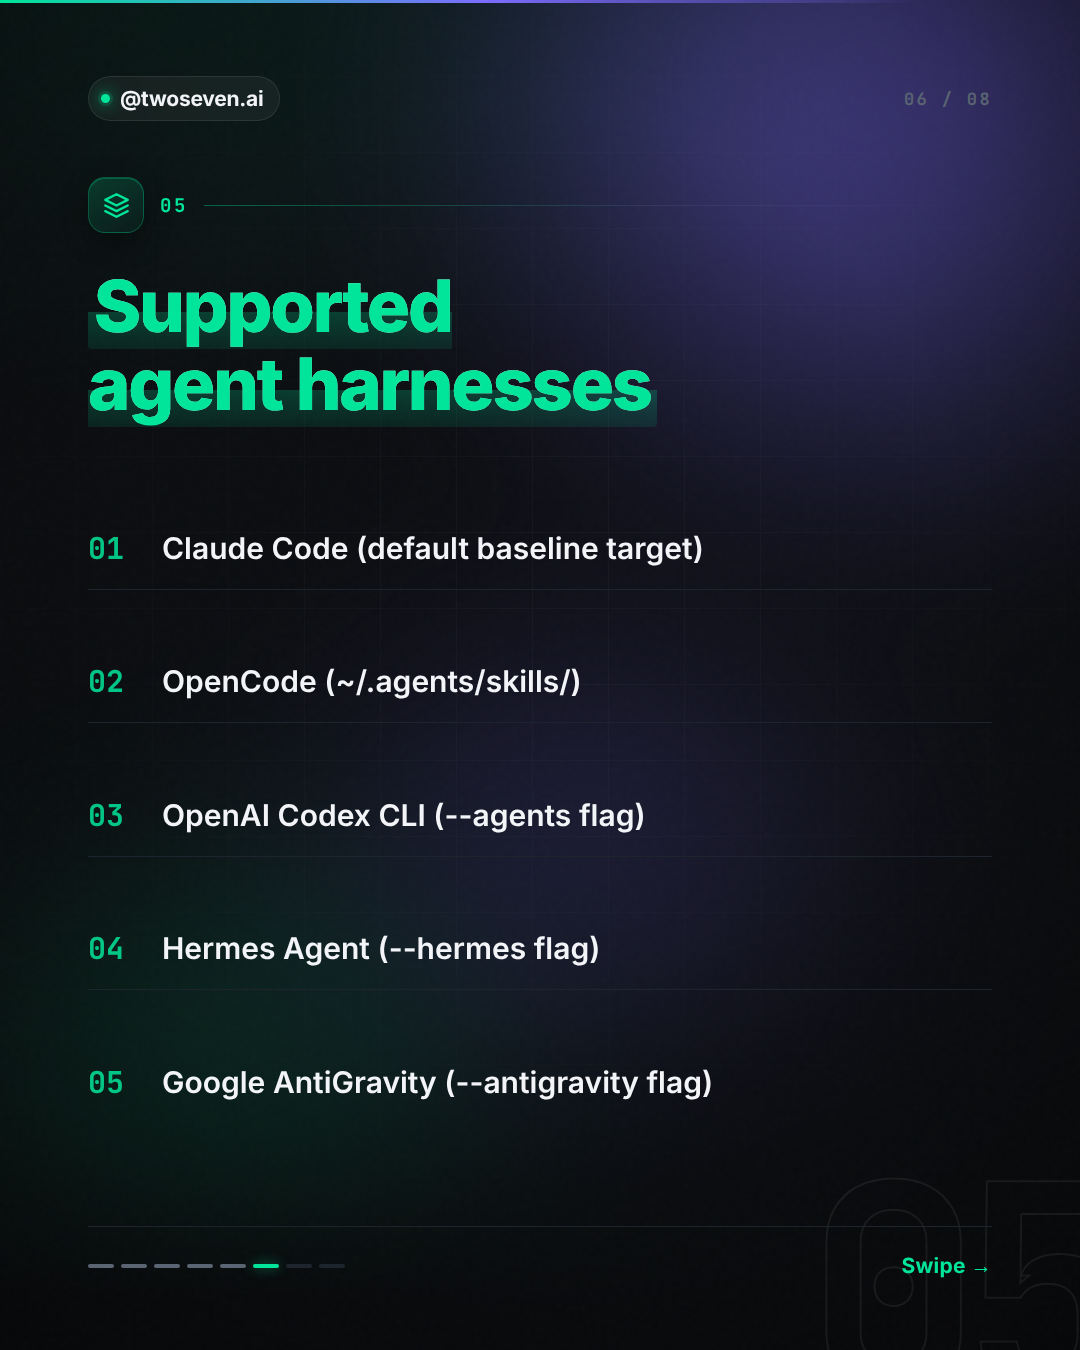 @twoseven.ai
06 / 08
05
Supported
agent harnesses
01 Claude Code (default baseline target)
02 OpenCode (~/.agents/skills/)
03 OpenAI Codex CLI (--agents flag)
04 Hermes Agent (--hermes flag)
05 Google AntiGravity (--antigravity flag)
Swipe →
05